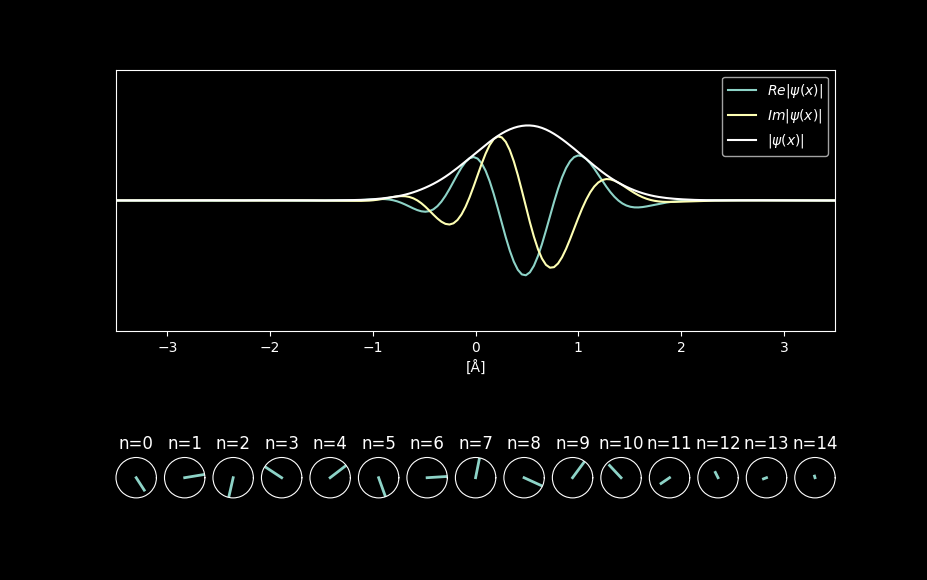 Re|ψ(x)|
Im|ψ(x)|
|ψ(x)|
−3 −2 −1 0 1 2 3
[Å]
n=0 n=1 n=2 n=3 n=4 n=5 n=6 n=7 n=8 n=9 n=10 n=11 n=12 n=13 n=14